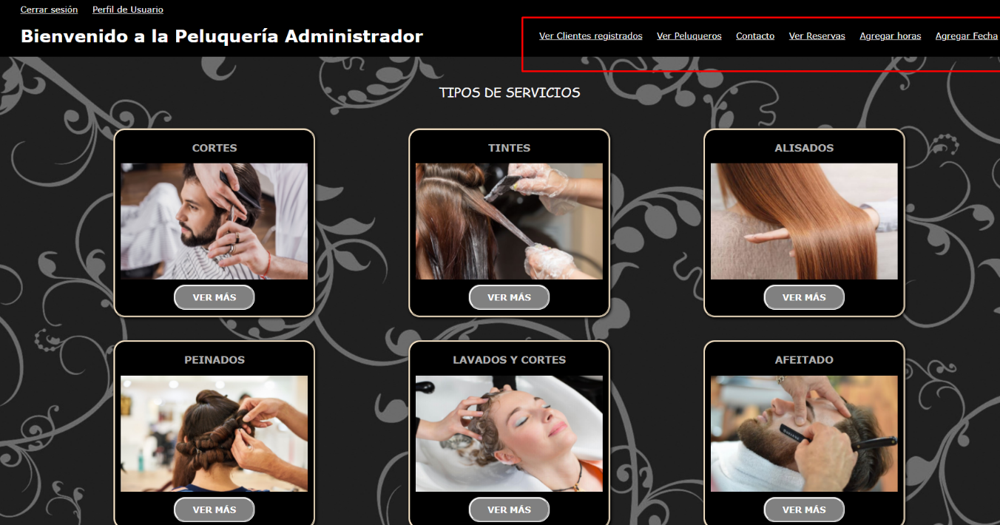 Cerrar sesión Perfil de Usuario
Bienvenido a la Peluquería Administrador
Ver Clientes registrados Ver Peluqueros Contacto Ver Reservas Agregar horas Agregar Fecha
TIPOS DE SERVICIOS
CORTES TINTES ALISADOS
VER MÁS VER MÁS VER MÁS
PEINADOS LAVADOS Y CORTES AFEITADO
VER MÁS VER MÁS VER MÁS